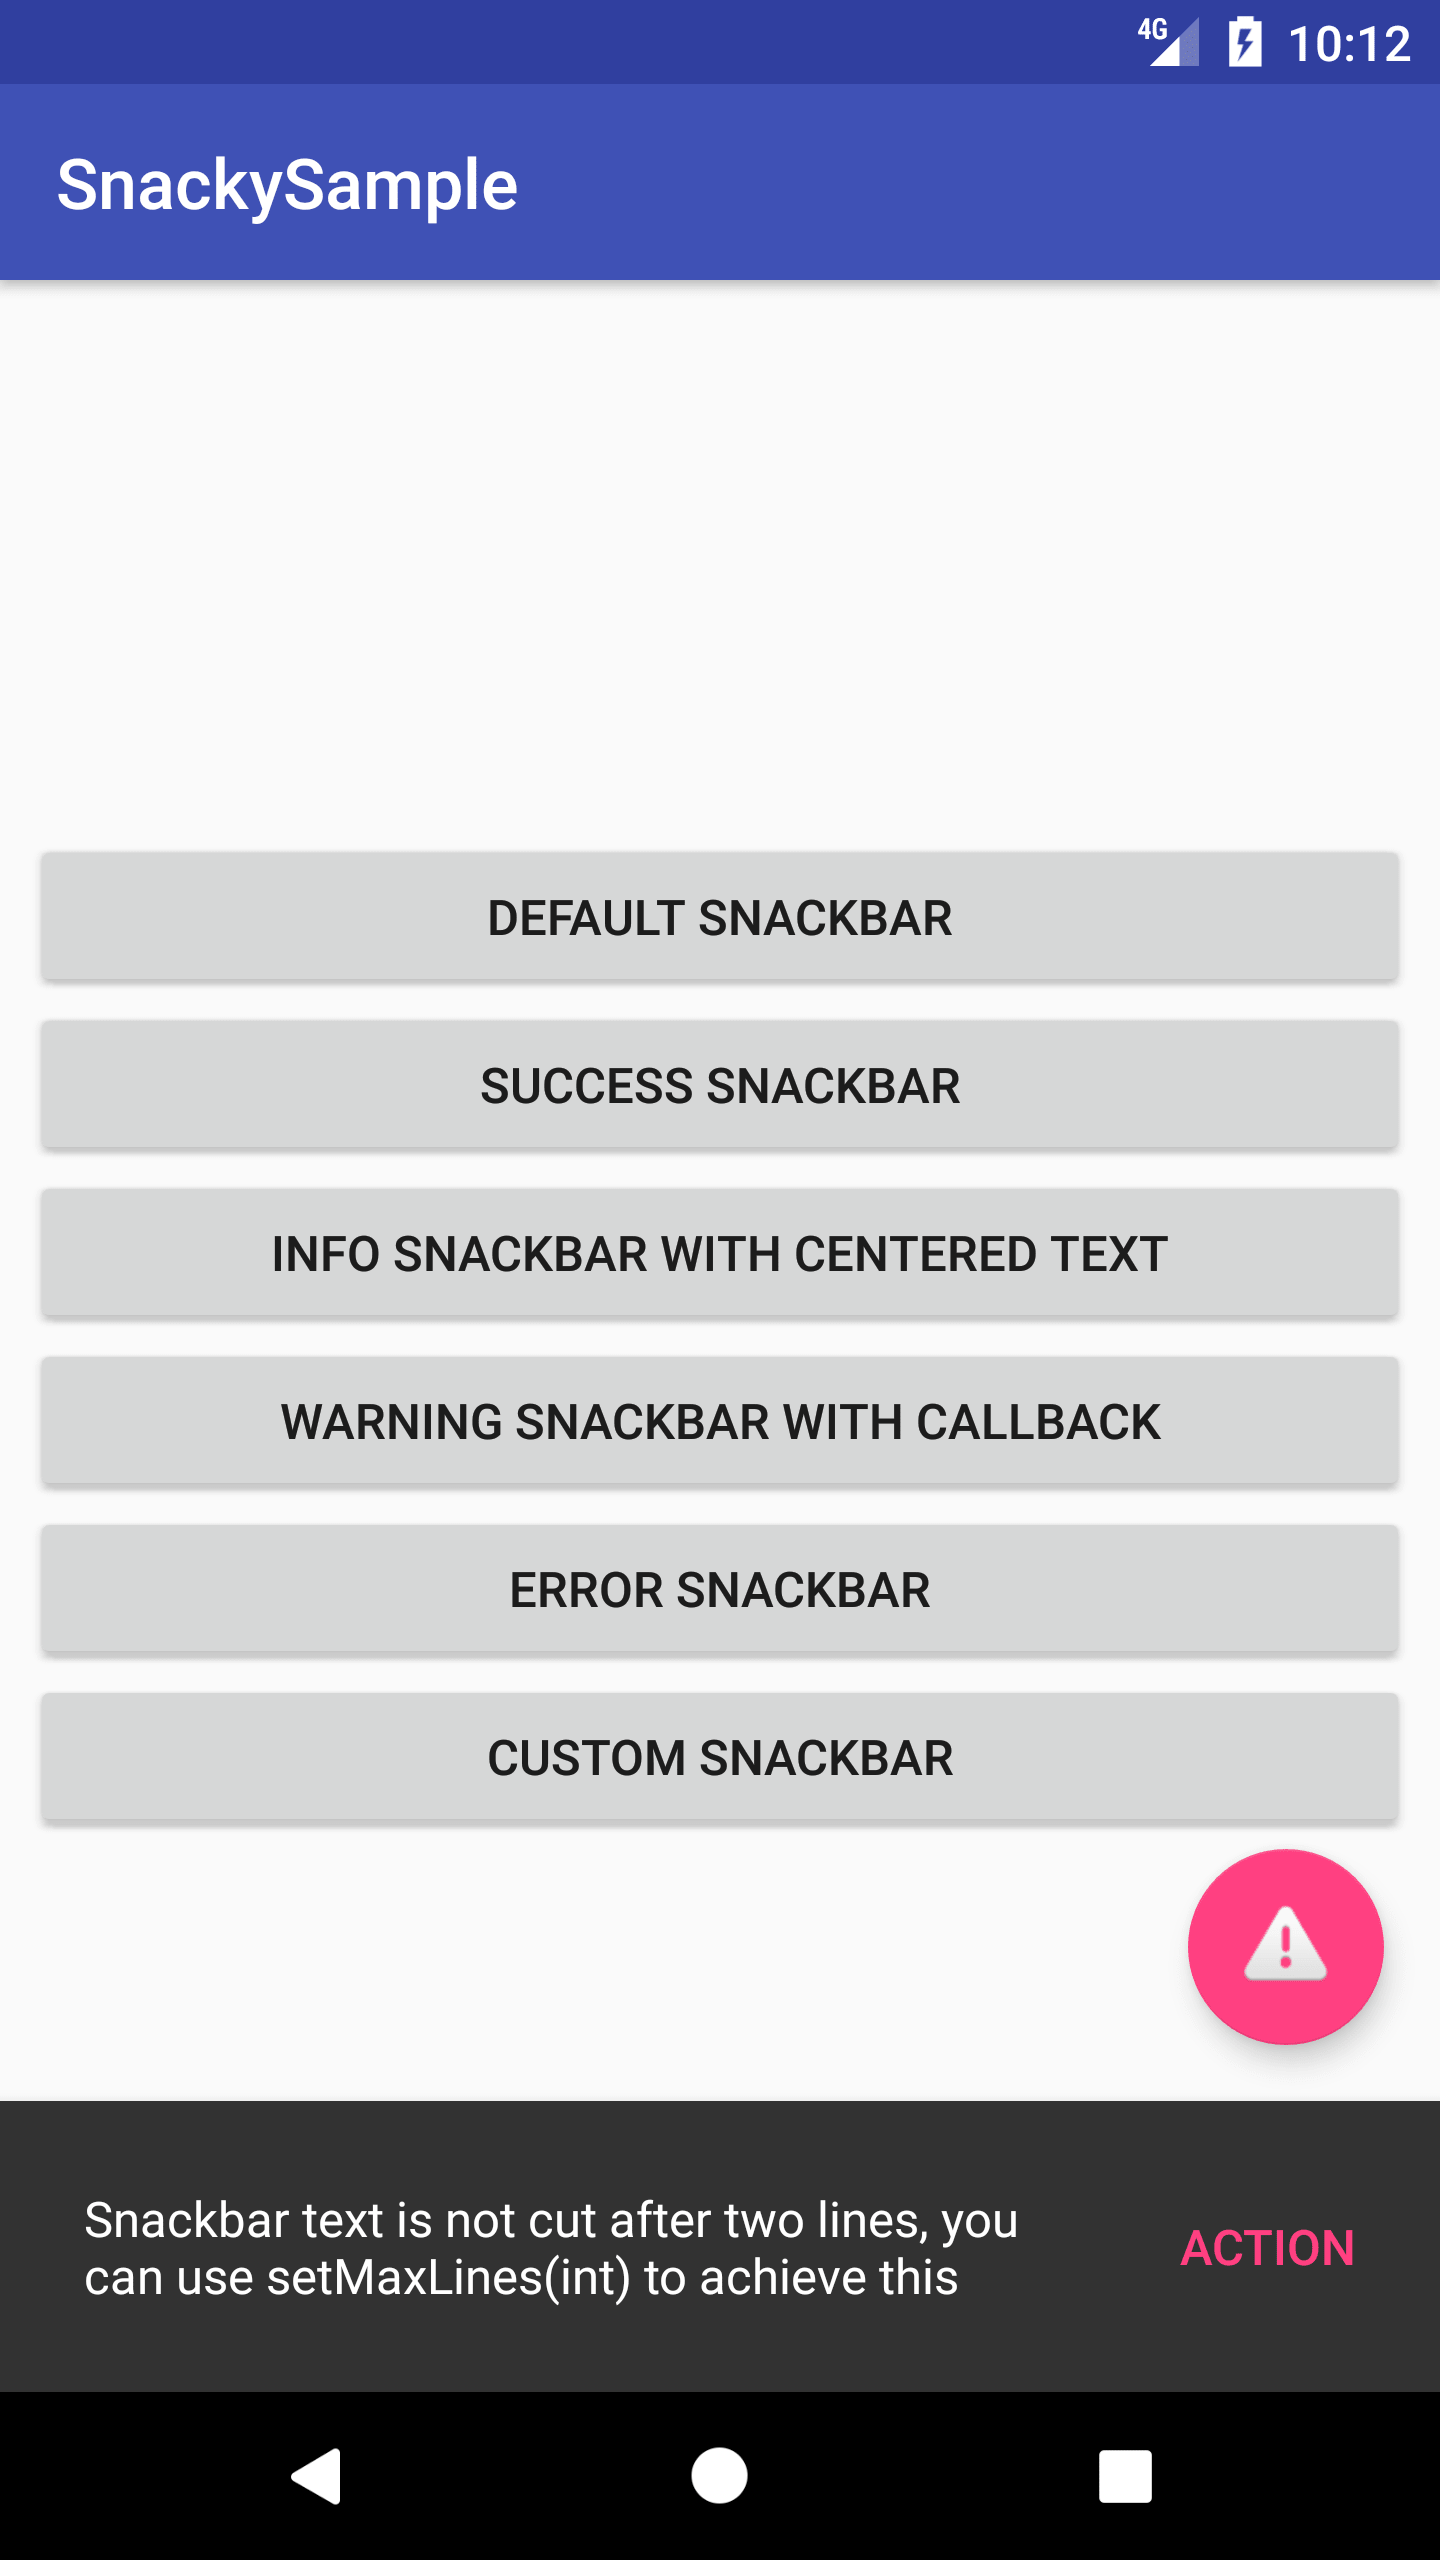 4G 10:12
SnackySample
DEFAULT SNACKBAR
SUCCESS SNACKBAR
INFO SNACKBAR WITH CENTERED TEXT
WARNING SNACKBAR WITH CALLBACK
ERROR SNACKBAR
CUSTOM SNACKBAR
Snackbar text is not cut after two lines, you
can use setMaxLines(int) to achieve this
ACTION